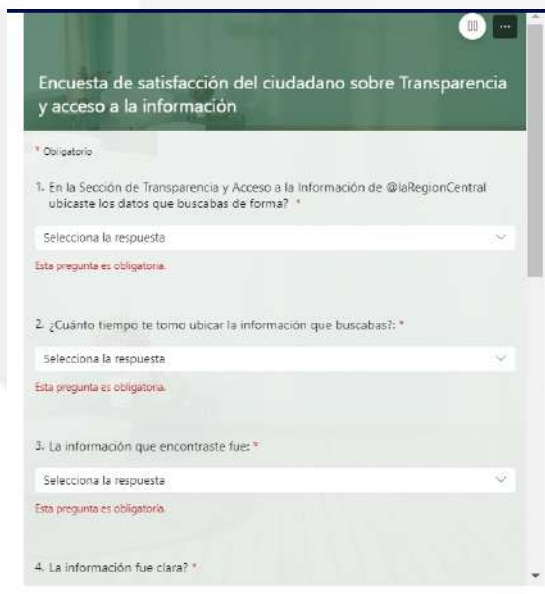 Encuesta de satisfacción del ciudadano sobre Transparencia
y acceso a la información
* Obligatorio
1. En la Sección de Transparencia y Acceso a la Información de @laRegionCentral
ubicaste los datos que buscabas de forma? *
Selecciona la respuesta
Esta pregunta es obligatoria.
2. ¿Cuánto tiempo te tomo ubicar la información que buscabas?: *
Selecciona la respuesta
Esta pregunta es obligatoria.
3. La información que encontraste fue: *
Selecciona la respuesta
Esta pregunta es obligatoria.
4. La información fue clara? *